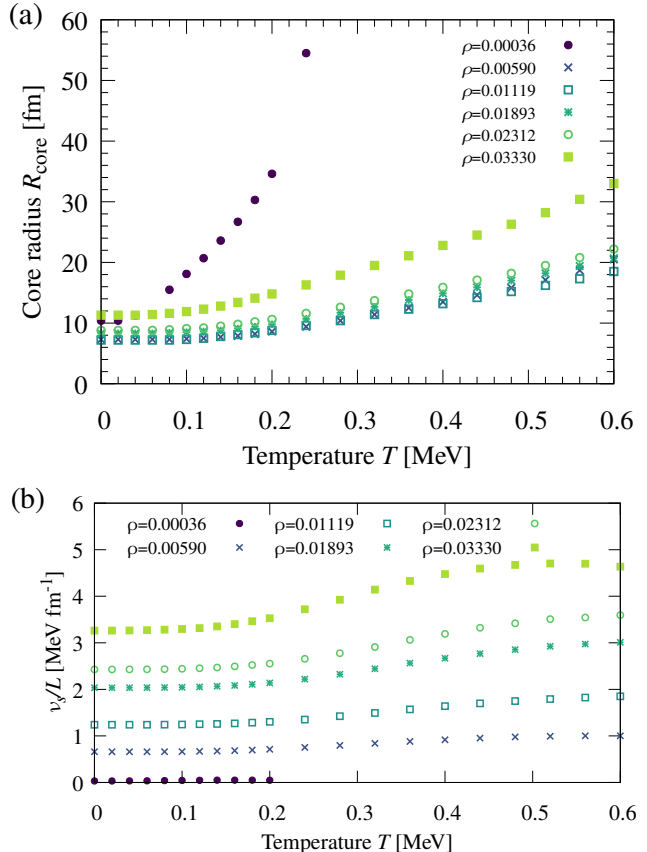 (a)
60
50
40
30
20
10
0
Core radius R_core [fm]
ρ=0.00036
ρ=0.00590
ρ=0.01119
ρ=0.01893
ρ=0.02312
ρ=0.03330
0 0.1 0.2 0.3 0.4 0.5 0.6
Temperature T [MeV]
(b)
6
5
4
3
2
1
0
ν_s/L [MeV fm⁻¹]
ρ=0.00036 ρ=0.01119 ρ=0.02312
ρ=0.00590 ρ=0.01893 ρ=0.03330
0 0.1 0.2 0.3 0.4 0.5 0.6
Temperature T [MeV]